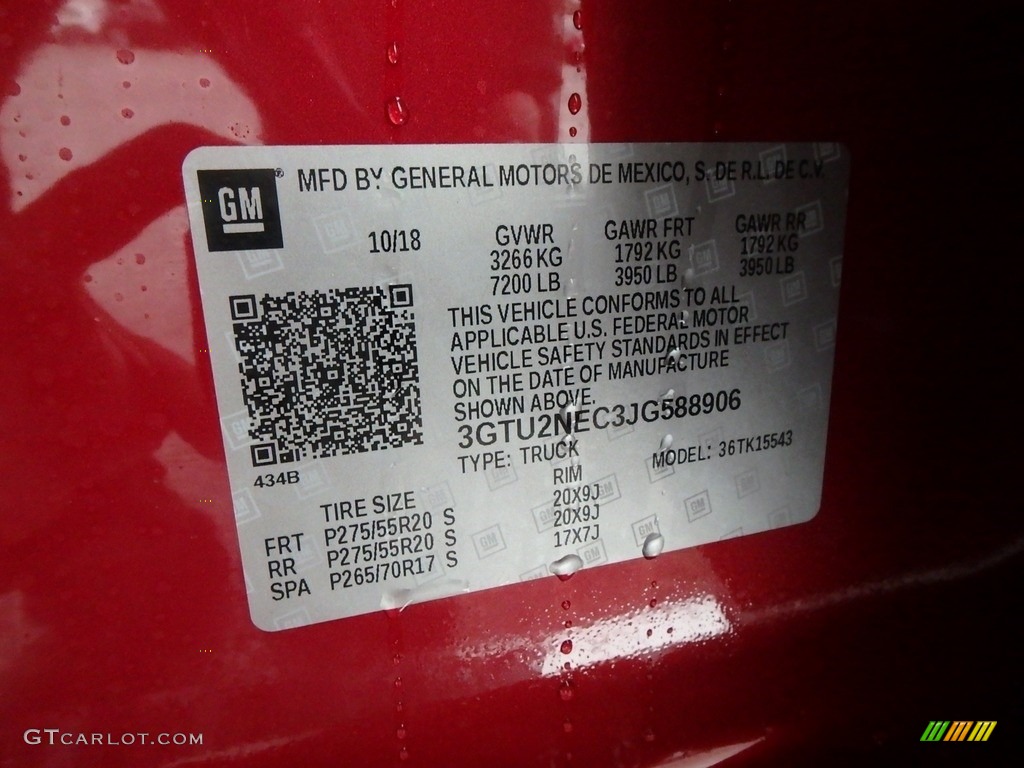 GM
MFD BY GENERAL MOTORS DE MEXICO, S. DE R.L. DE C.V.
10/18
GVWR GAWR FRT GAWR RR
3266 KG 1792 KG 1792 KG
7200 LB 3950 LB 3950 LB
THIS VEHICLE CONFORMS TO ALL
APPLICABLE U.S. FEDERAL MOTOR
VEHICLE SAFETY STANDARDS IN EFFECT
ON THE DATE OF MANUFACTURE
SHOWN ABOVE.
3GTU2NEC3JG588906
TYPE: TRUCK MODEL: 36TK15543
434B
TIRE SIZE RIM
FRT P275/55R20 S 20X9J
RR P275/55R20 S 20X9J
SPA P265/70R17 S 17X7J
GTCARLOT.COM